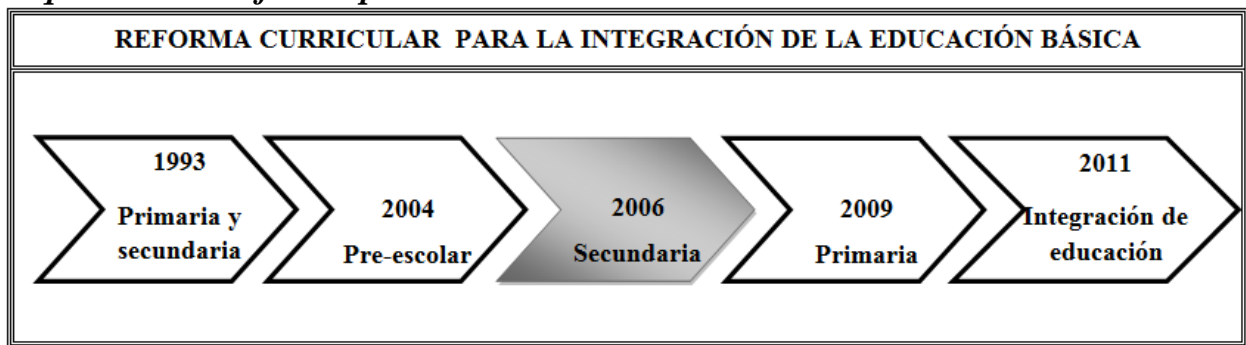 REFORMA CURRICULAR PARA LA INTEGRACIÓN DE LA EDUCACIÓN BÁSICA
1993
Primaria y
secundaria
2004
Pre-escolar
2006
Secundaria
2009
Primaria
2011
Integración de
educación